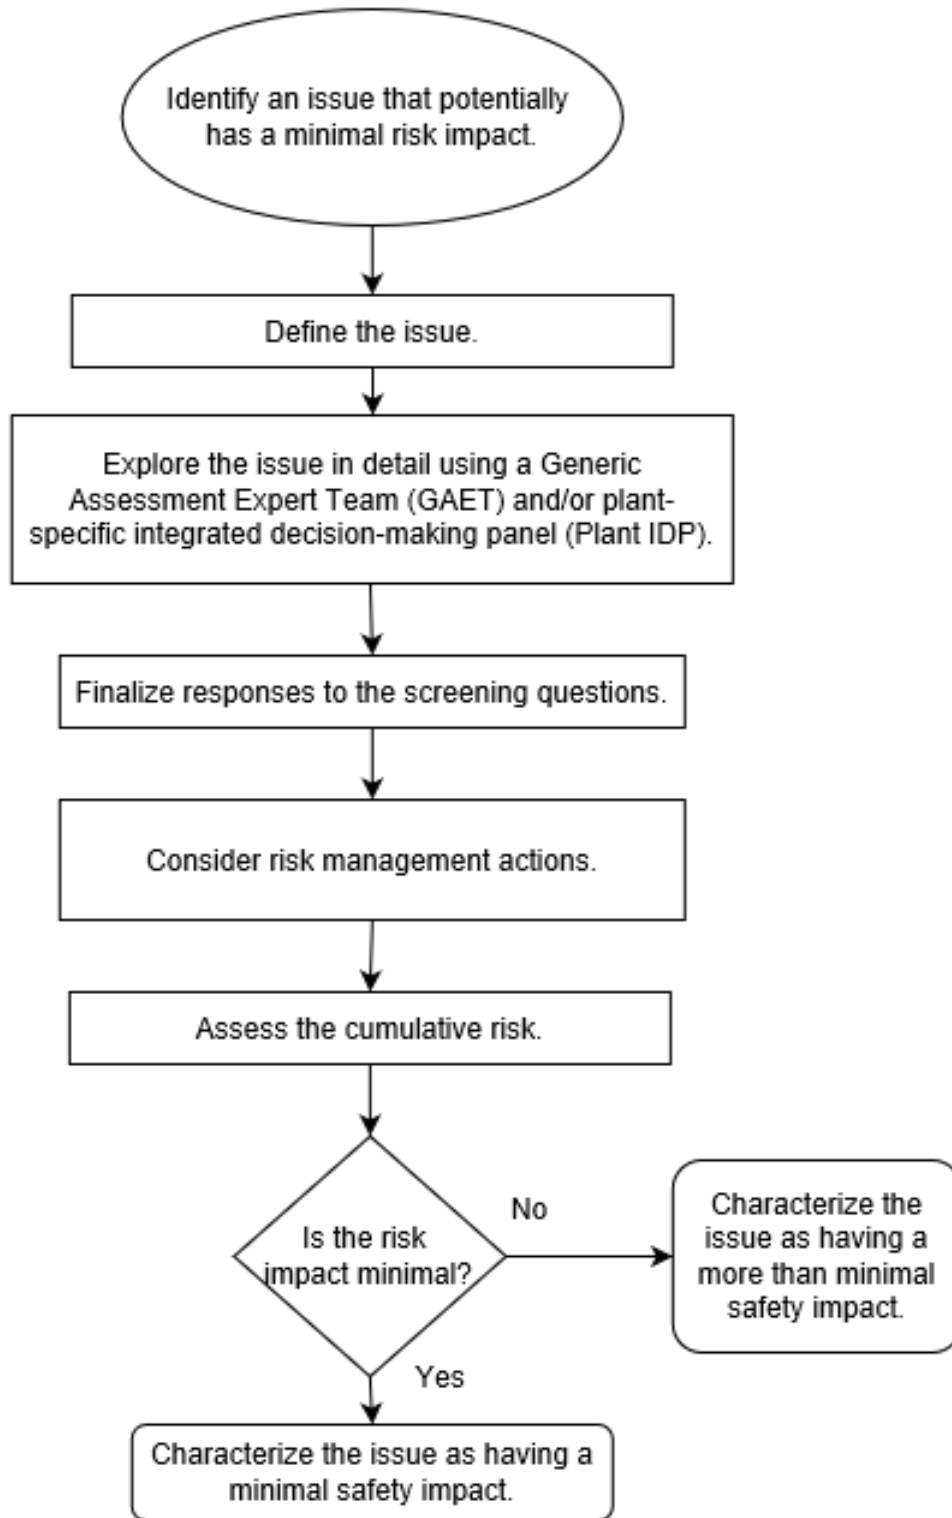 Identify an issue that potentially
has a minimal risk impact.
Define the issue.
Explore the issue in detail using a Generic
Assessment Expert Team (GAET) and/or plant-
specific integrated decision-making panel (Plant IDP).
Finalize responses to the screening questions.
Consider risk management actions.
Assess the cumulative risk.
Is the risk
impact minimal?
No
Characterize the
issue as having a
more than minimal
safety impact.
Yes
Characterize the issue as having a
minimal safety impact.